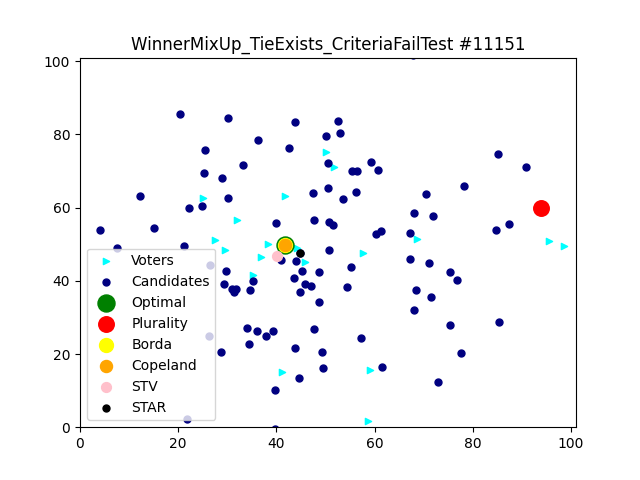 WinnerMixUp_TieExists_CriteriaFailTest #11151
100
80
60
40
20
0
Voters
Candidates
Optimal
Plurality
Borda
Copeland
STV
STAR
0 20 40 60 80 100